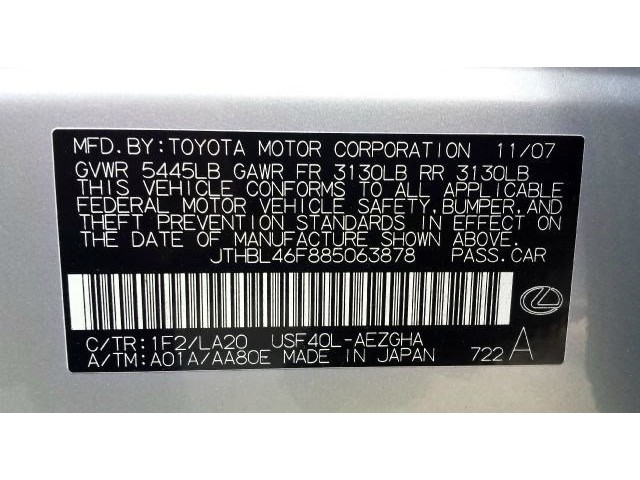 MFD.BY:TOYOTA MOTOR CORPORATION 11/07
GVWR 5445LB GAWR FR 3130LB RR 3130LB
THIS VEHICLE CONFORMS TO ALL APPLICABLE
FEDERAL MOTOR VEHICLE SAFETY,BUMPER,AND
THEFT PREVENTION STANDARDS IN EFFECT ON
THE DATE OF MANUFACTURE SHOWN ABOVE.
JTHBL46F885063878 PASS.CAR
C/TR:1F2/LA20 USF40L-AEZGHA
A/TM:A01A/AA80E MADE IN JAPAN 722 A